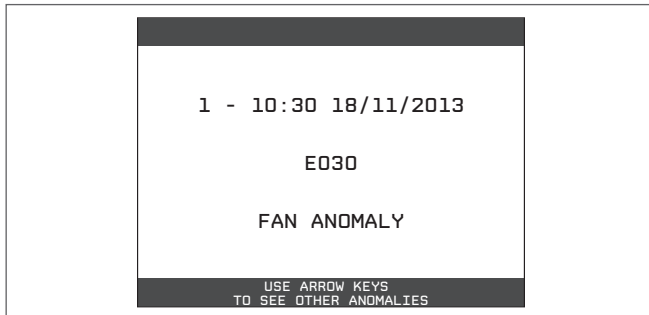 1 - 10:30 18/11/2013
E030
FAN ANOMALY
USE ARROW KEYS
TO SEE OTHER ANOMALIES